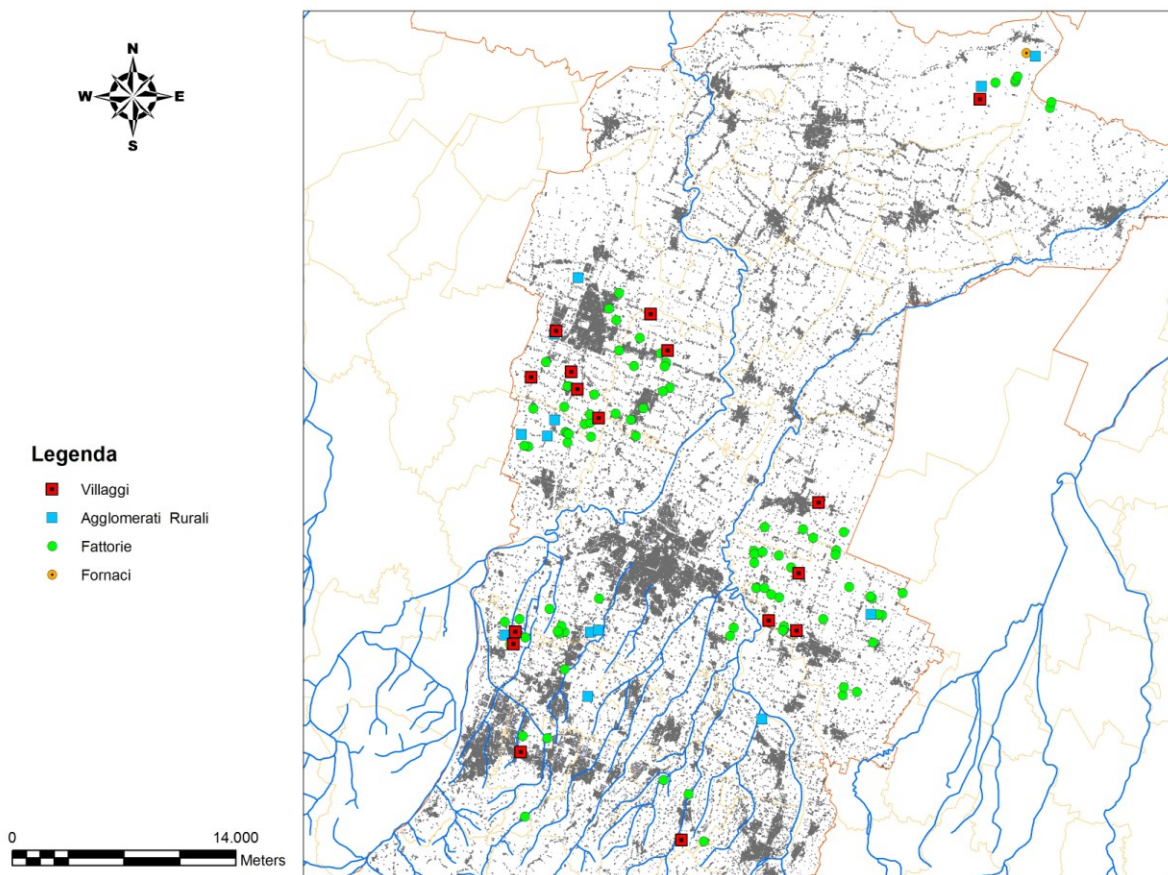 N
W E
S
Legenda
Villaggi
Agglomerati Rurali
Fattorie
Fornaci
0 14.000
Meters